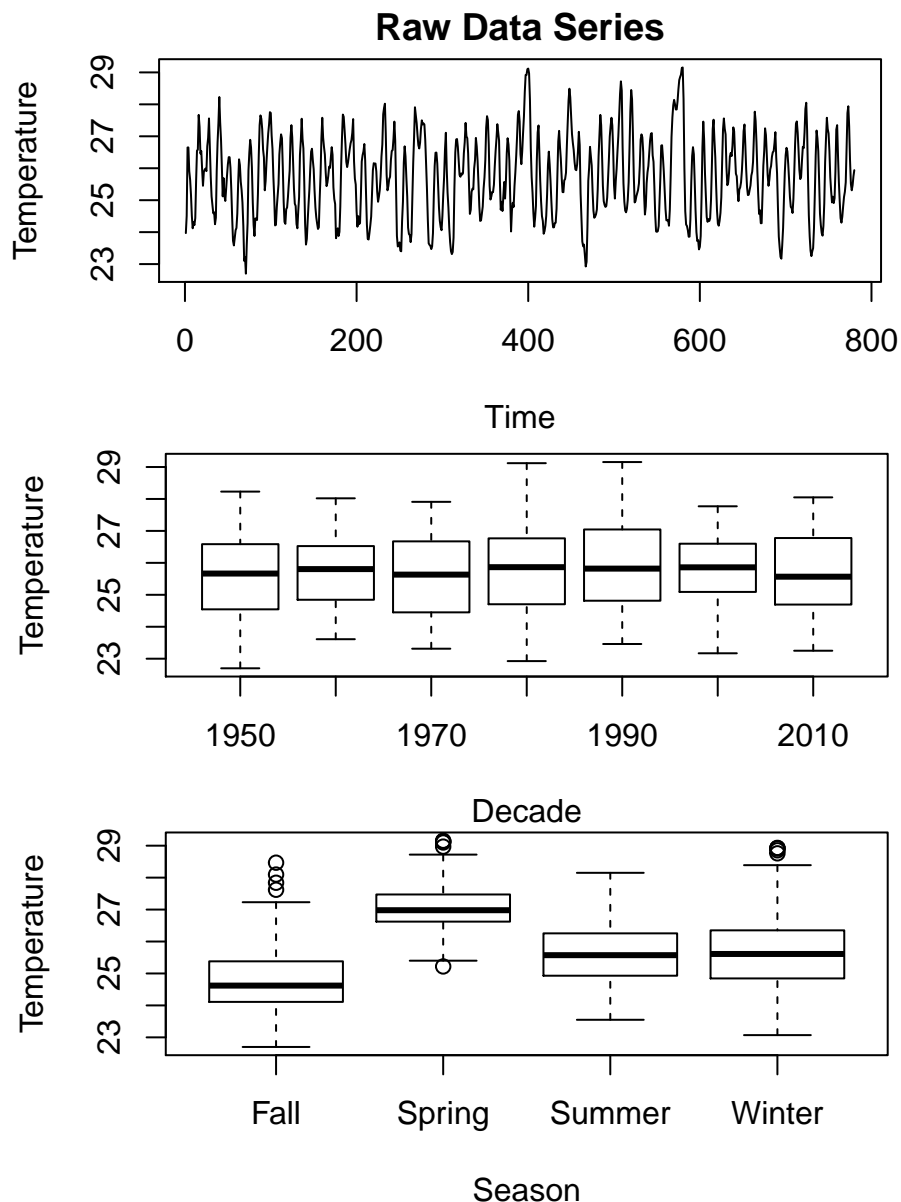 Raw Data Series
Temperature
23 25 27 29
0 200 400 600 800
Time
Temperature
23 25 27 29
1950 1970 1990 2010
Decade
Temperature
23 25 27 29
Fall Spring Summer Winter
Season